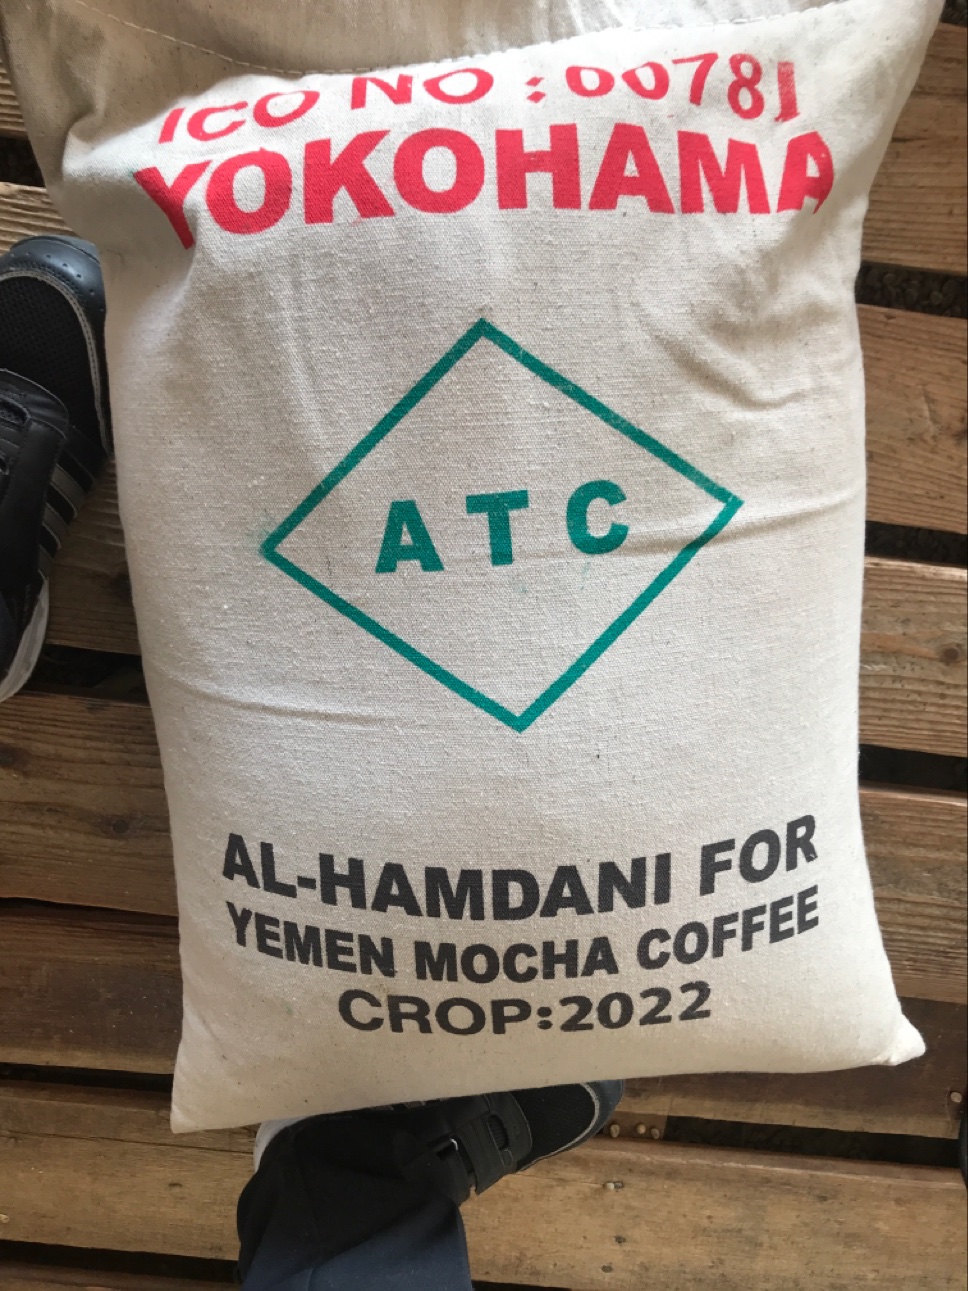 ICO NO : 00781
YOKOHAMA
ATC
AL-HAMDANI FOR
YEMEN MOCHA COFFEE
CROP:2022